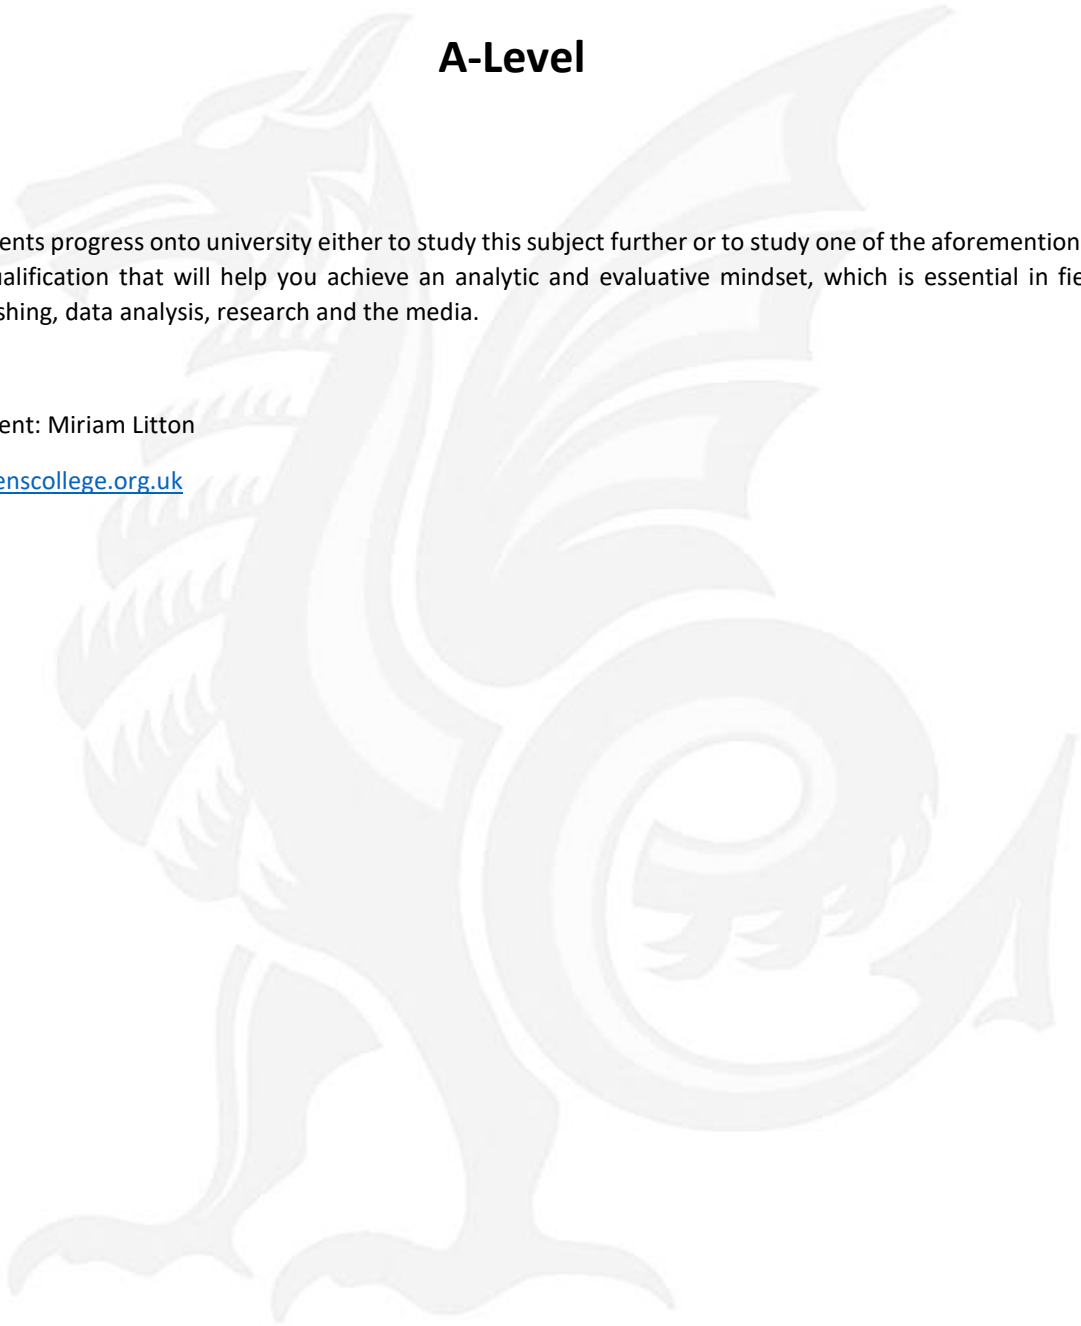 A-Level
ents progress onto university either to study this subject further or to study one of the aforemention
ualification that will help you achieve an analytic and evaluative mindset, which is essential in fie
shing, data analysis, research and the media.
ent: Miriam Litton
enscollege.org.uk